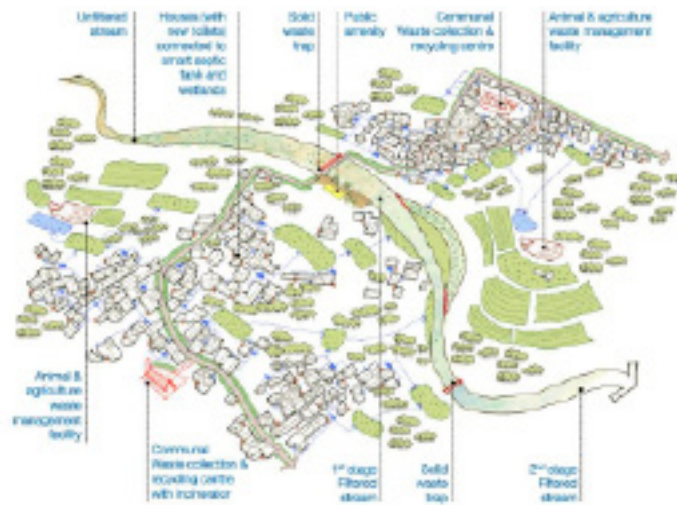 Unfiltered
stream
Houses (with
new toilets)
connected to
smart septic
tank and
wetlands
Solid
waste
trap
Public
amenity
Communal
Waste collection &
recycling centre
Animal & agriculture
waste management
facility
Animal &
agriculture
waste
management
facility
Communal
Waste collection &
recycling centre
with incinerator
1st stage
Filtered
stream
Solid
waste
trap
2nd stage
Filtered
stream